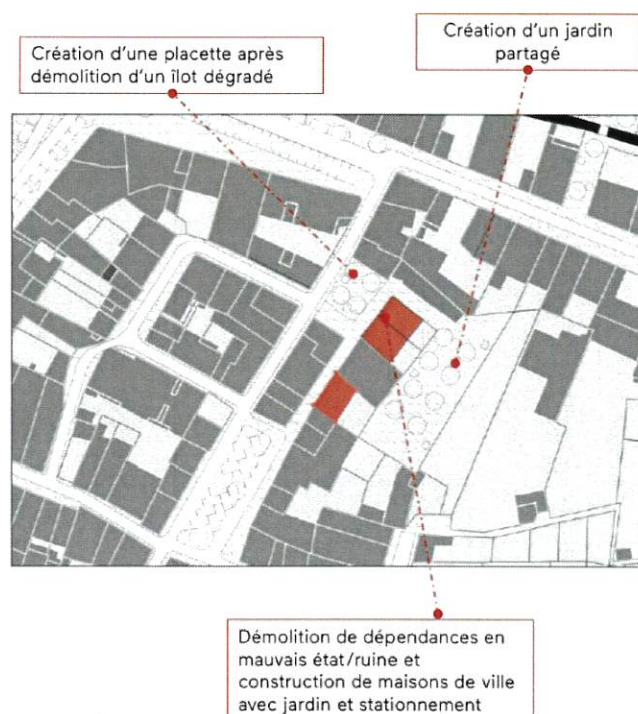 Création d'une placette après
démolition d'un îlot dégradé
Création d'un jardin
partagé
Démolition de dépendances en
mauvais état/ruine et
construction de maisons de ville
avec jardin et stationnement